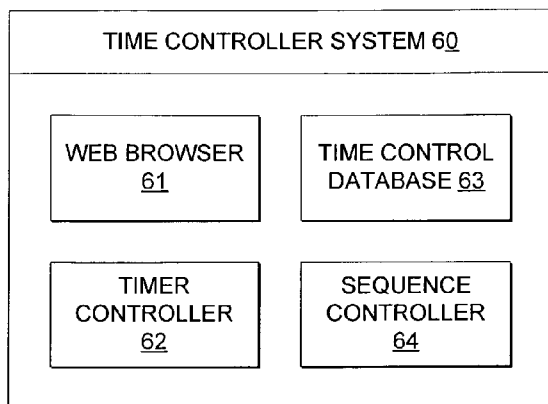 TIME CONTROLLER SYSTEM 60
WEB BROWSER
61
TIME CONTROL
DATABASE 63
TIMER
CONTROLLER
62
SEQUENCE
CONTROLLER
64